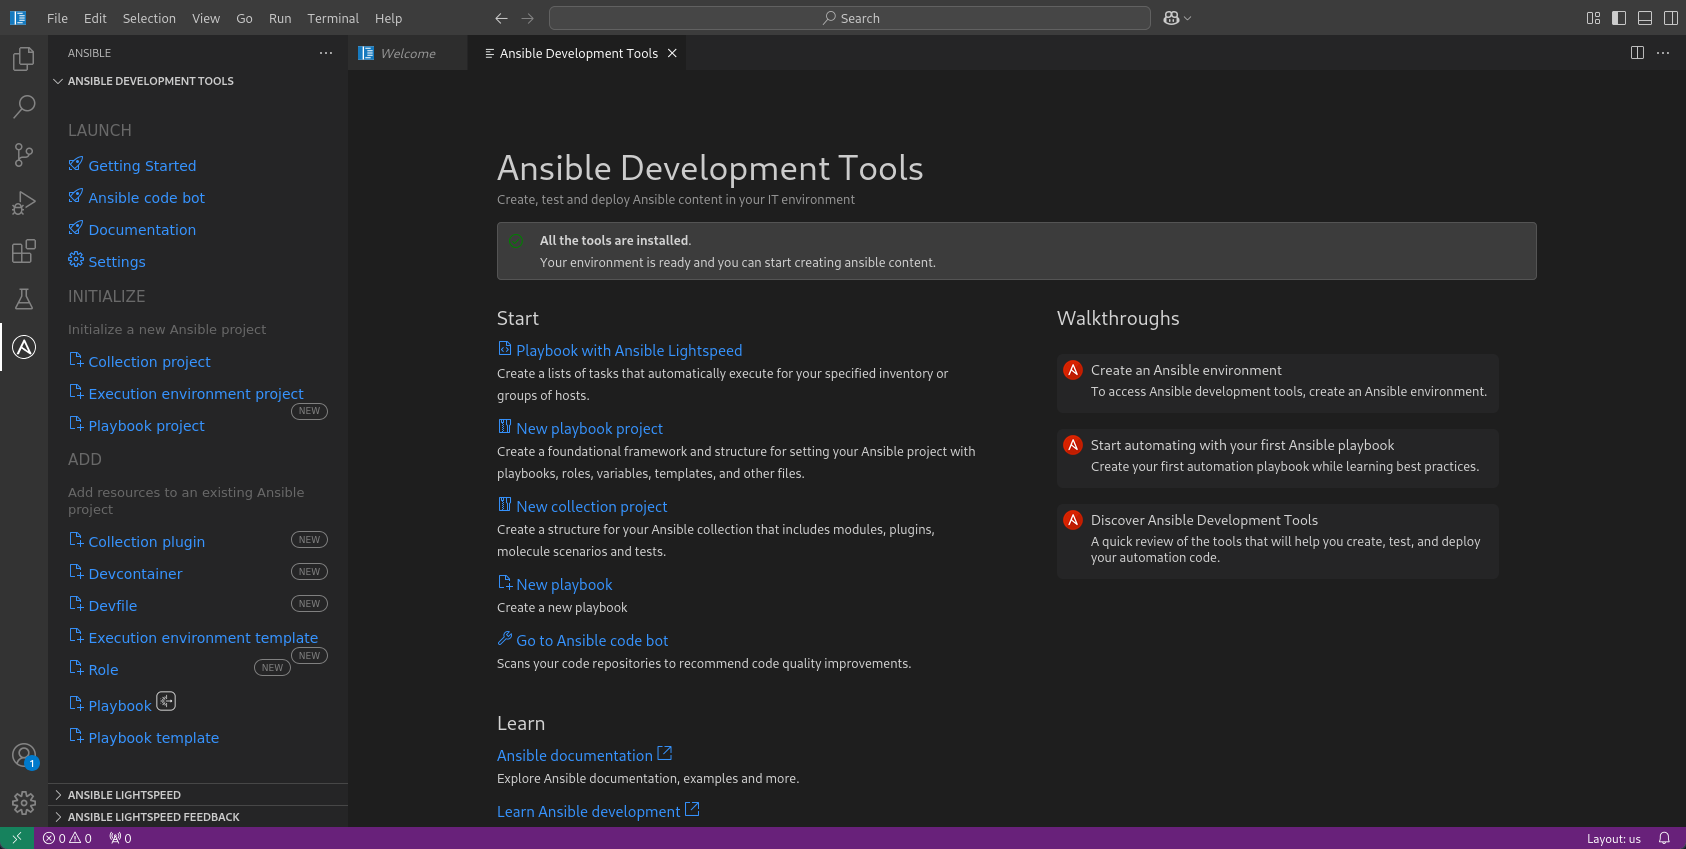 File Edit Selection View Go Run Terminal Help
Search
ANSIBLE
ANSIBLE DEVELOPMENT TOOLS
LAUNCH
Getting Started
Ansible code bot
Documentation
Settings
INITIALIZE
Initialize a new Ansible project
Collection project
Execution environment project
NEW
Playbook project
ADD
Add resources to an existing Ansible
project
Collection plugin NEW
Devcontainer NEW
Devfile NEW
Execution environment template
NEW
Role NEW
Playbook
Playbook template
ANSIBLE LIGHTSPEED
ANSIBLE LIGHTSPEED FEEDBACK
Welcome
Ansible Development Tools
Ansible Development Tools
Create, test and deploy Ansible content in your IT environment
All the tools are installed.
Your environment is ready and you can start creating ansible content.
Start
Playbook with Ansible Lightspeed
Create a lists of tasks that automatically execute for your specified inventory or
groups of hosts.
New playbook project
Create a foundational framework and structure for setting your Ansible project with
playbooks, roles, variables, templates, and other files.
New collection project
Create a structure for your Ansible collection that includes modules, plugins,
molecule scenarios and tests.
New playbook
Create a new playbook
Go to Ansible code bot
Scans your code repositories to recommend code quality improvements.
Learn
Ansible documentation
Explore Ansible documentation, examples and more.
Learn Ansible development
Walkthroughs
Create an Ansible environment
To access Ansible development tools, create an Ansible environment.
Start automating with your first Ansible playbook
Create your first automation playbook while learning best practices.
Discover Ansible Development Tools
A quick review of the tools that will help you create, test, and deploy
your automation code.
1
0 0 0
Layout: us